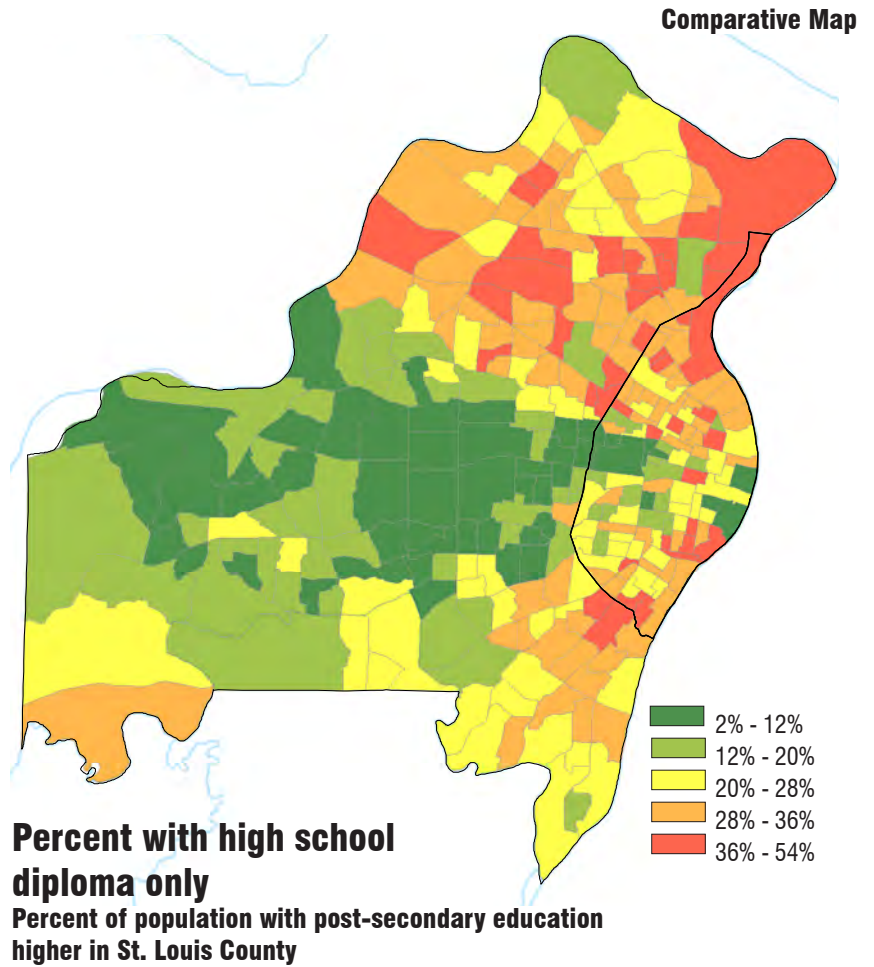 Comparative Map
2% - 12%
12% - 20%
20% - 28%
28% - 36%
36% - 54%
Percent with high school
diploma only
Percent of population with post-secondary education
higher in St. Louis County